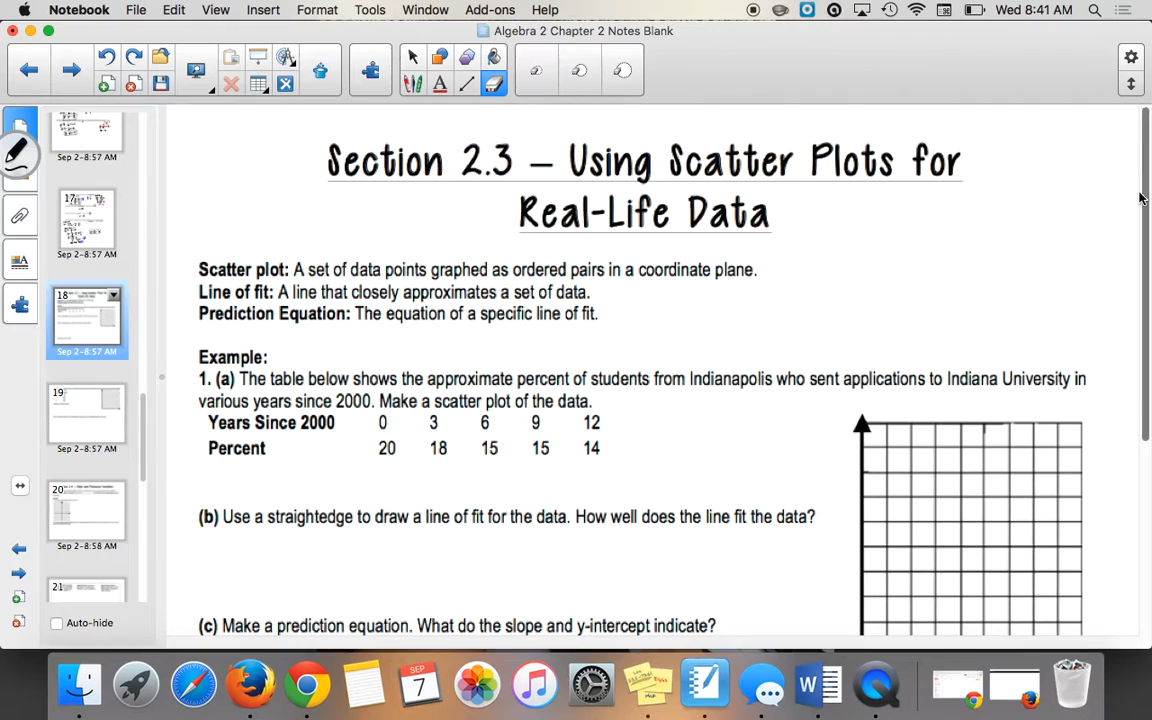 Notebook File Edit View Insert Format Tools Window Add-ons Help Wed 8:41 AM
Algebra 2 Chapter 2 Notes Blank
Sep 2-8:57 AM
17
Sep 2-8:57 AM
18
Sep 2-8:57 AM
19
Sep 2-8:57 AM
20
Sep 2-8:58 AM
21
Auto-hide
Section 2.3 – Using Scatter Plots for
Real-Life Data
Scatter plot: A set of data points graphed as ordered pairs in a coordinate plane.
Line of fit: A line that closely approximates a set of data.
Prediction Equation: The equation of a specific line of fit.
Example:
1. (a) The table below shows the approximate percent of students from Indianapolis who sent applications to Indiana University in
various years since 2000. Make a scatter plot of the data.
Years Since 2000 0 3 6 9 12
Percent 20 18 15 15 14
(b) Use a straightedge to draw a line of fit for the data. How well does the line fit the data?
(c) Make a prediction equation. What do the slope and y-intercept indicate?
SEP
7
W